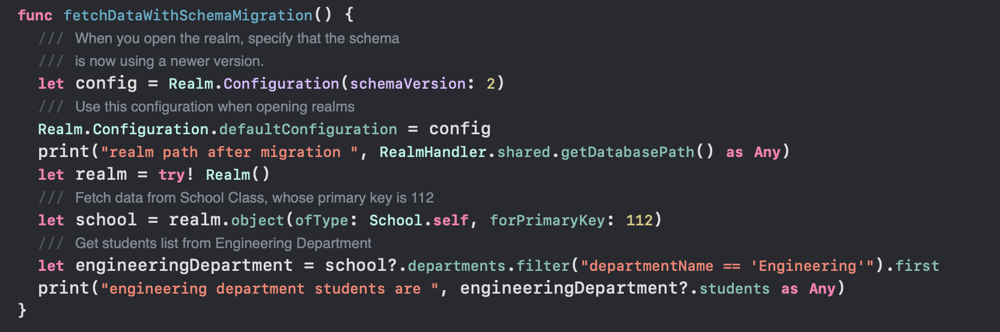 func fetchDataWithSchemaMigration() {
/// When you open the realm, specify that the schema
/// is now using a newer version.
let config = Realm.Configuration(schemaVersion: 2)
/// Use this configuration when opening realms
Realm.Configuration.defaultConfiguration = config
print("realm path after migration ", RealmHandler.shared.getDatabasePath() as Any)
let realm = try! Realm()
/// Fetch data from School Class, whose primary key is 112
let school = realm.object(ofType: School.self, forPrimaryKey: 112)
/// Get students list from Engineering Department
let engineeringDepartment = school?.departments.filter("departmentName == 'Engineering'").first
print("engineering department students are ", engineeringDepartment?.students as Any)
}